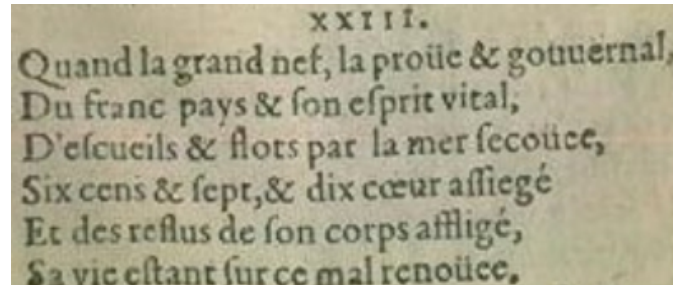 XXIII.
Quand la grand nef, la proüe & gouuernal,
Du franc pays & ſon eſprit vital,
D'eſcueils & flots par la mer ſecoüee,
Six cens & ſept, & dix cœur aſſiegé
Et des reflus de ſon corps affligé,
Sa vie eſtant ſur ce mal renoüee,